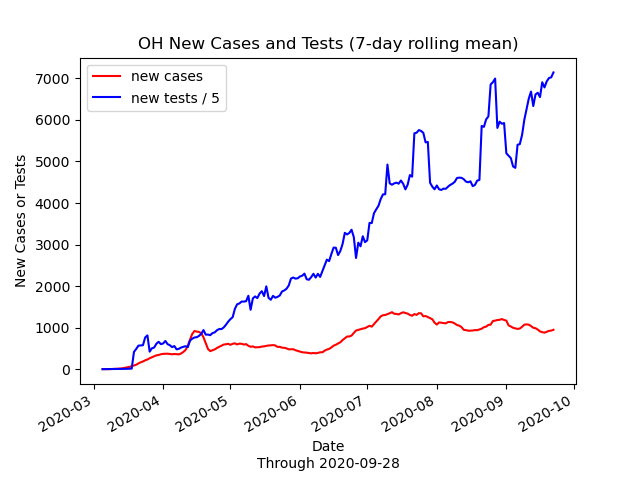 OH New Cases and Tests (7-day rolling mean)
new cases
new tests / 5
New Cases or Tests
7000
6000
5000
4000
3000
2000
1000
0
2020-03
2020-04
2020-05
2020-06
2020-07
2020-08
2020-09
2020-10
Date
Through 2020-09-28